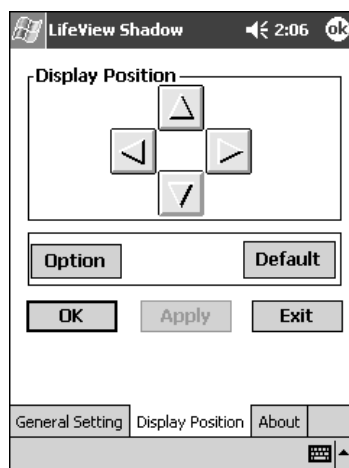 LifeView Shadow 2:06 ok
Display Position
Option Default
OK Apply Exit
General Setting Display Position About